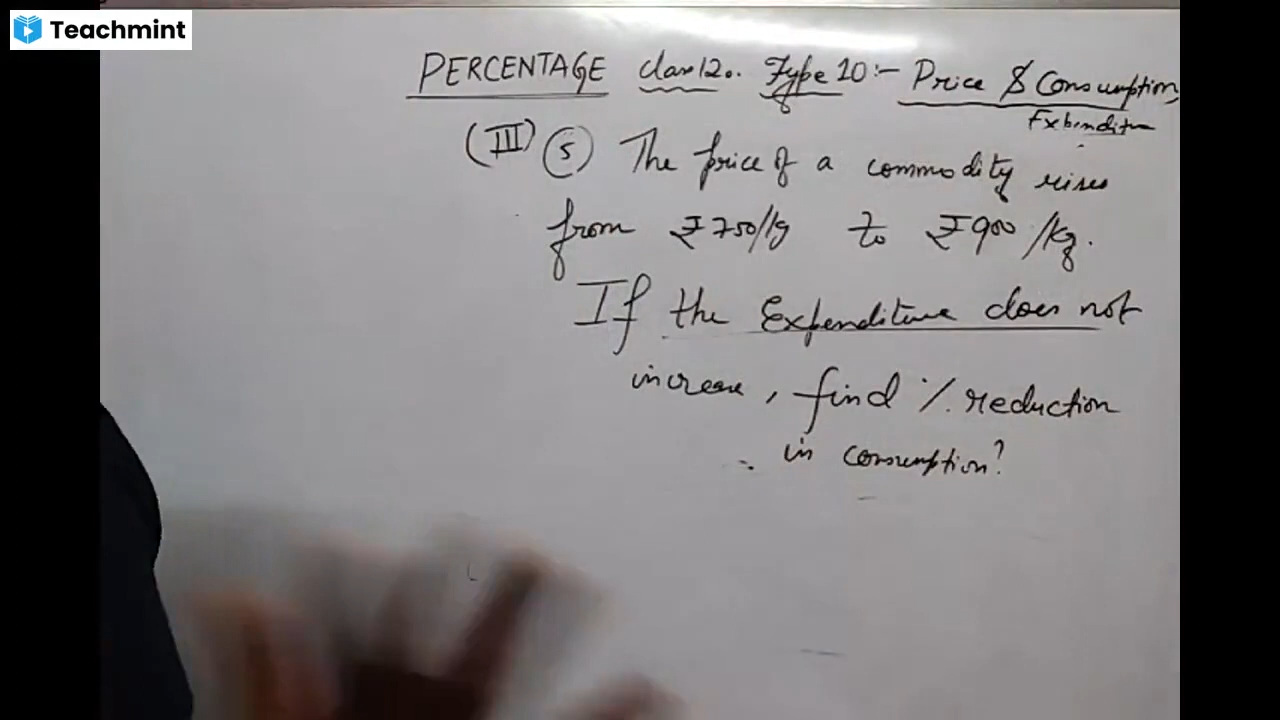 Teachmint
PERCENTAGE Class 12. Type 10:- Price & Consumption,
Expenditure
(III) (5) The price of a commodity rises
from ₹750/kg to ₹900/kg.
If the Expenditure does not
increase, find % reduction
in consumption?